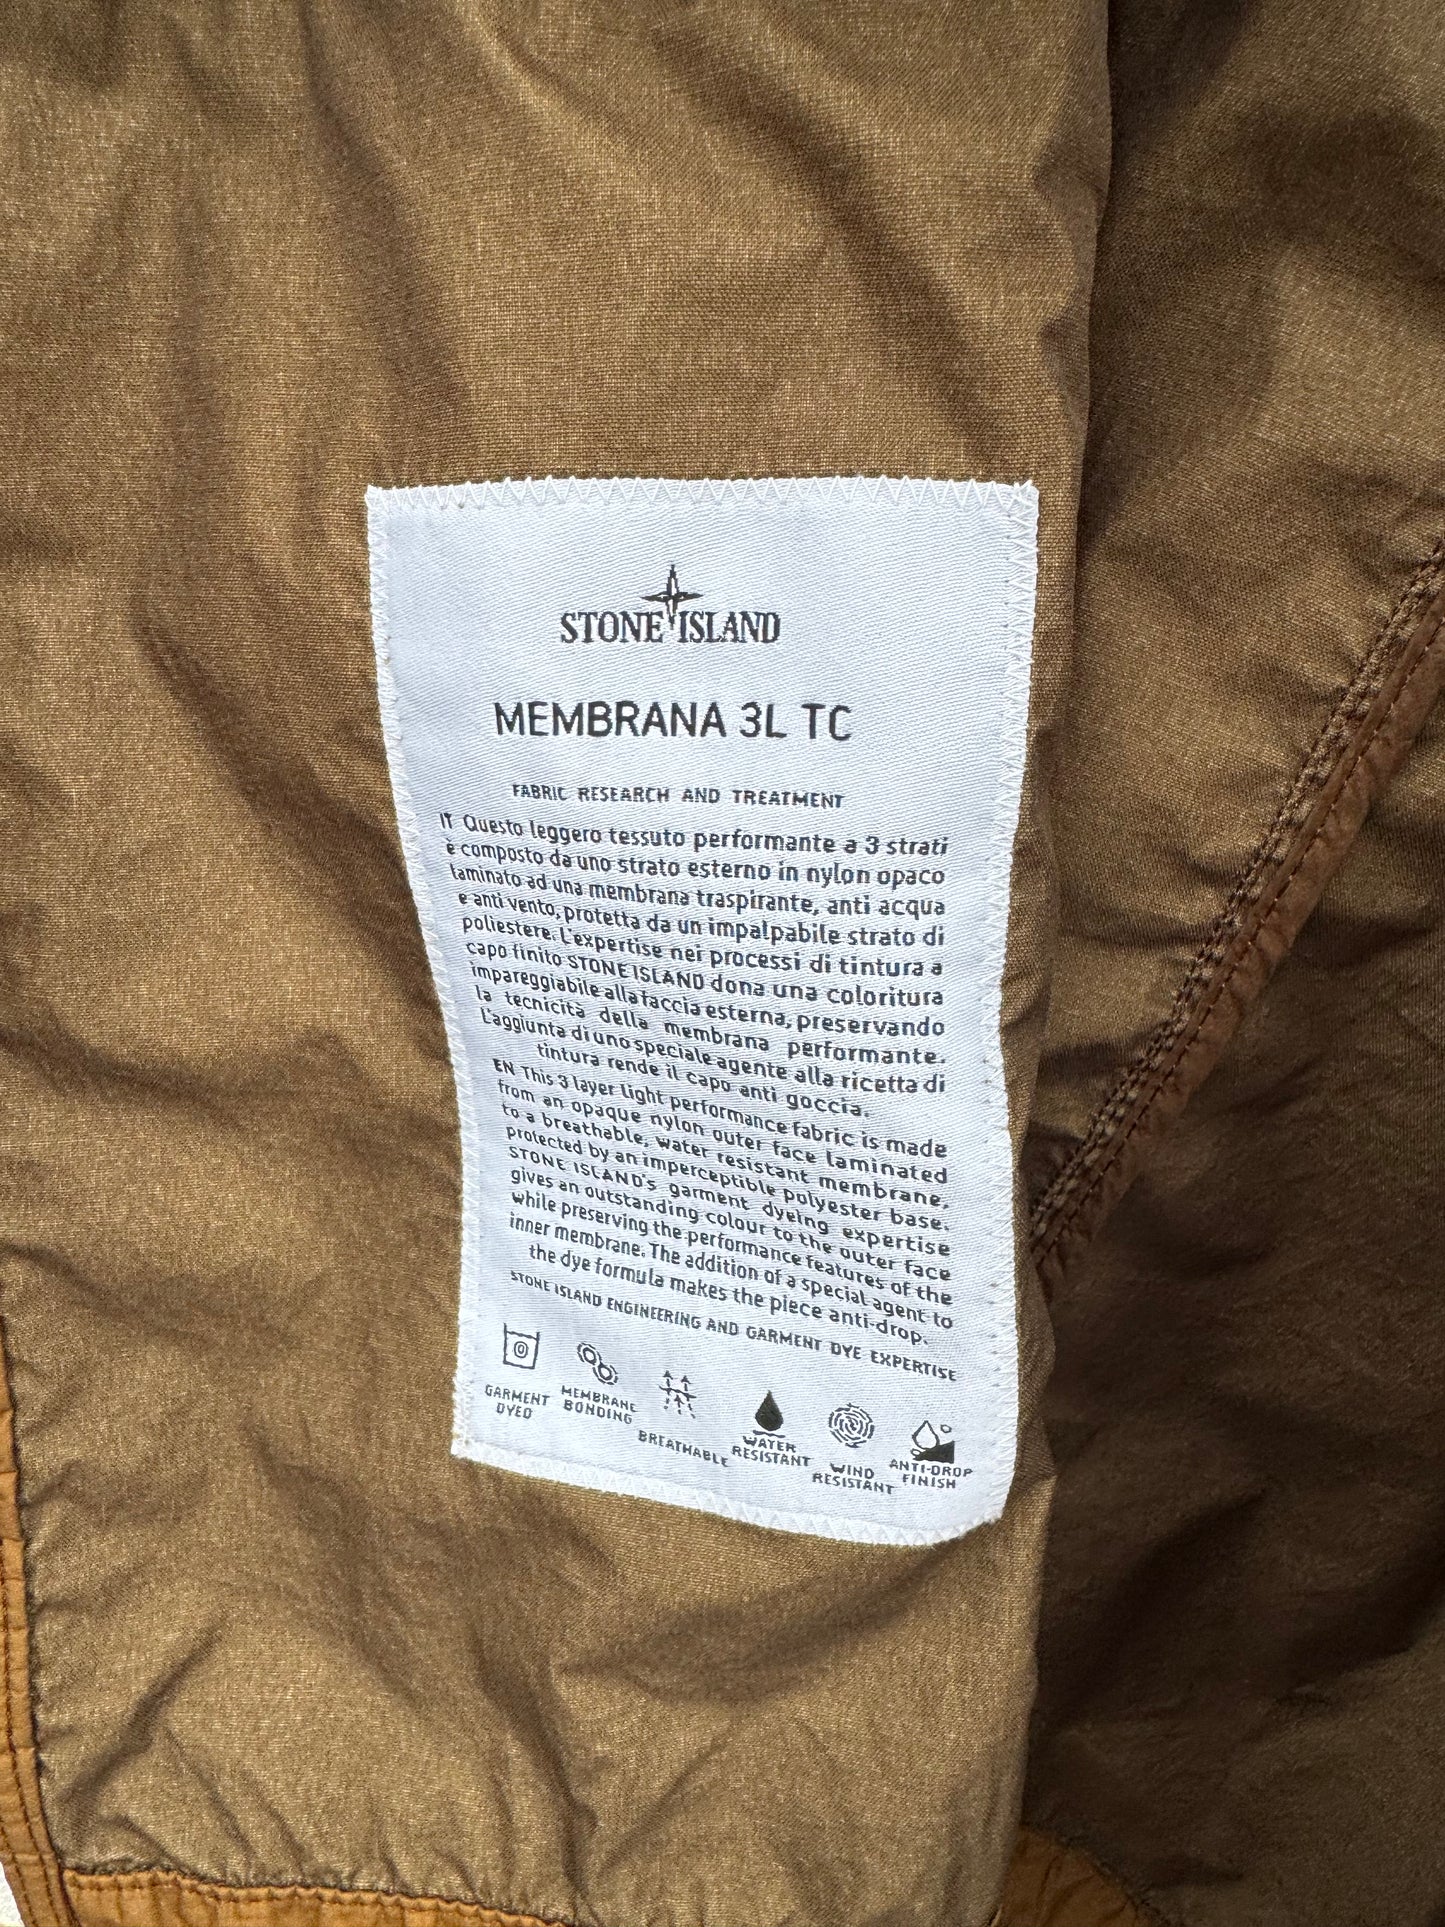 STONE ISLAND
MEMBRANA 3L TC
FABRIC RESEARCH AND TREATMENT
IT Questo leggero tessuto performante a 3 strati
è composto da uno strato esterno in nylon opaco
laminato ad una membrana traspirante, anti acqua
e anti vento, protetta da un impalpabile strato di
poliestere. L'expertise nei processi di tintura a
capo finito STONE ISLAND dona una coloritura
impareggiabile alla faccia esterna, preservando
la tecnicità della membrana performante.
L'aggiunta di uno speciale agente alla ricetta di
tintura rende il capo anti goccia.
EN This 3 layer light performance fabric is made
from an opaque nylon outer face laminated
to a breathable, water resistant membrane,
protected by an imperceptible polyester base.
STONE ISLAND's garment dyeing expertise
gives an outstanding colour to the outer face
while preserving the performance features of the
inner membrane. The addition of a special agent to
the dye formula makes the piece anti-drop.
STONE ISLAND ENGINEERING AND GARMENT DYE EXPERTISE
GARMENT
DYED
MEMBRANE
BONDING
BREATHABLE
WATER
RESISTANT
WIND
RESISTANT
ANTI-DROP
FINISH